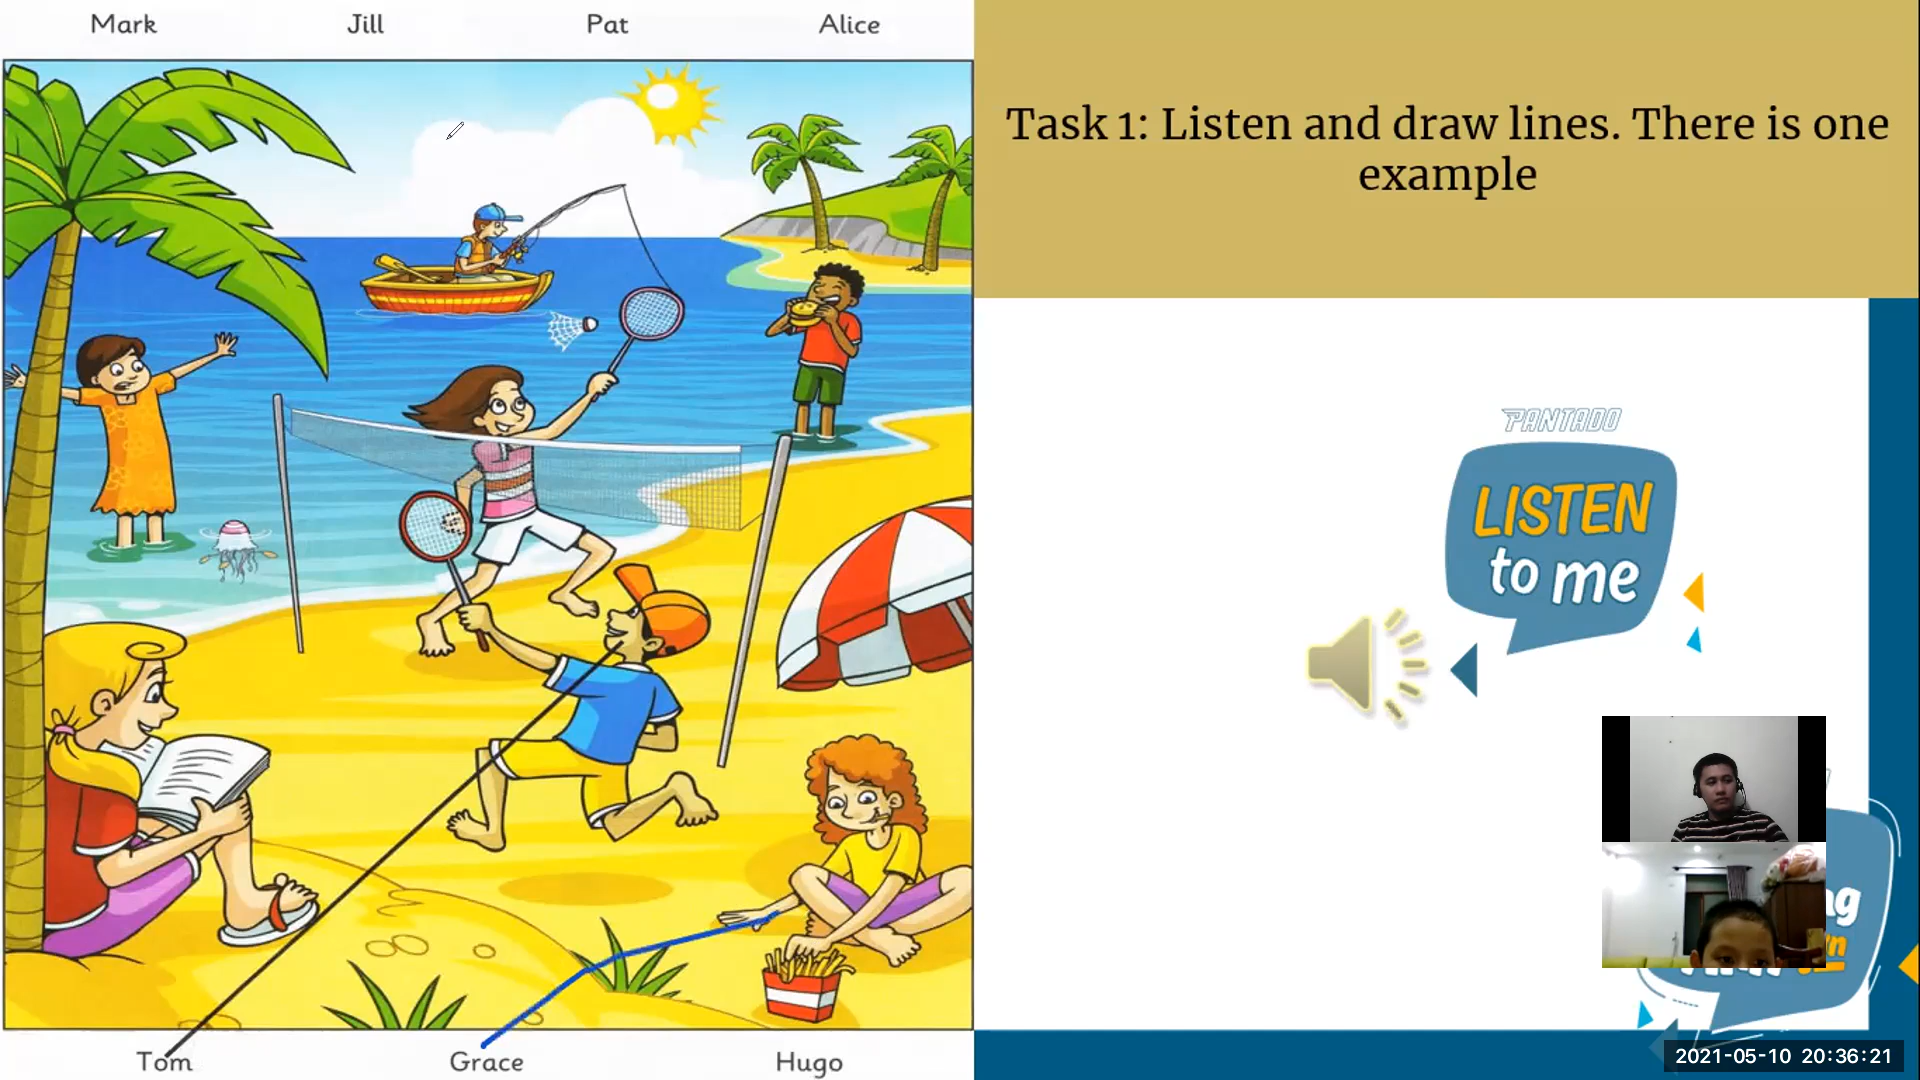 Mark Jill Pat Alice
Tom Grace Hugo
Task 1: Listen and draw lines. There is one
example
PANTADO
LISTEN
to me
2021-05-10 20:36:21